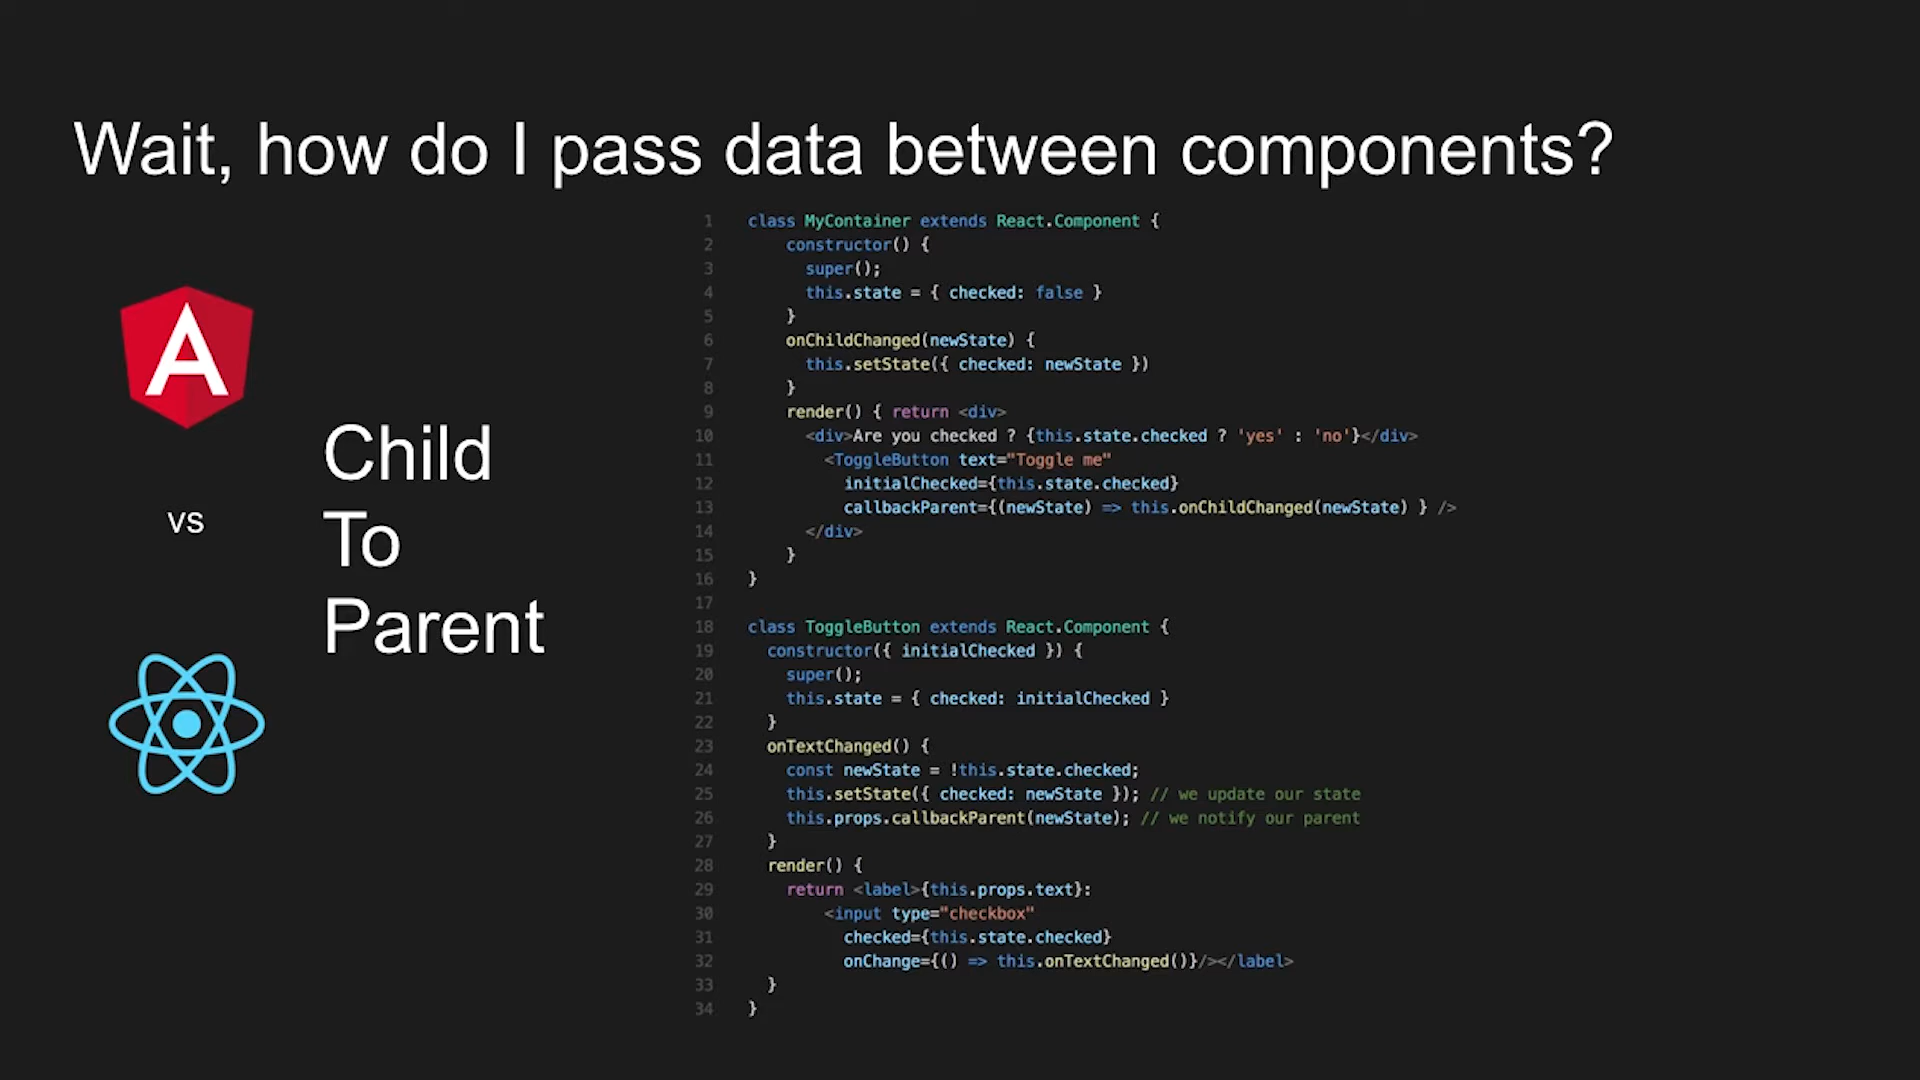 Wait, how do I pass data between components?
A
vs
Child
To
Parent
1 class MyContainer extends React.Component {
2 constructor() {
3 super();
4 this.state = { checked: false }
5 }
6 onChildChanged(newState) {
7 this.setState({ checked: newState })
8 }
9 render() { return <div>
10 <div>Are you checked ? {this.state.checked ? 'yes' : 'no'}</div>
11 <ToggleButton text="Toggle me"
12 initialChecked={this.state.checked}
13 callbackParent={(newState) => this.onChildChanged(newState) } />
14 </div>
15 }
16 }
17
18 class ToggleButton extends React.Component {
19 constructor({ initialChecked }) {
20 super();
21 this.state = { checked: initialChecked }
22 }
23 onTextChanged() {
24 const newState = !this.state.checked;
25 this.setState({ checked: newState }); // we update our state
26 this.props.callbackParent(newState); // we notify our parent
27 }
28 render() {
29 return <label>{this.props.text}:
30 <input type="checkbox"
31 checked={this.state.checked}
32 onChange={() => this.onTextChanged()}/></label>
33 }
34 }